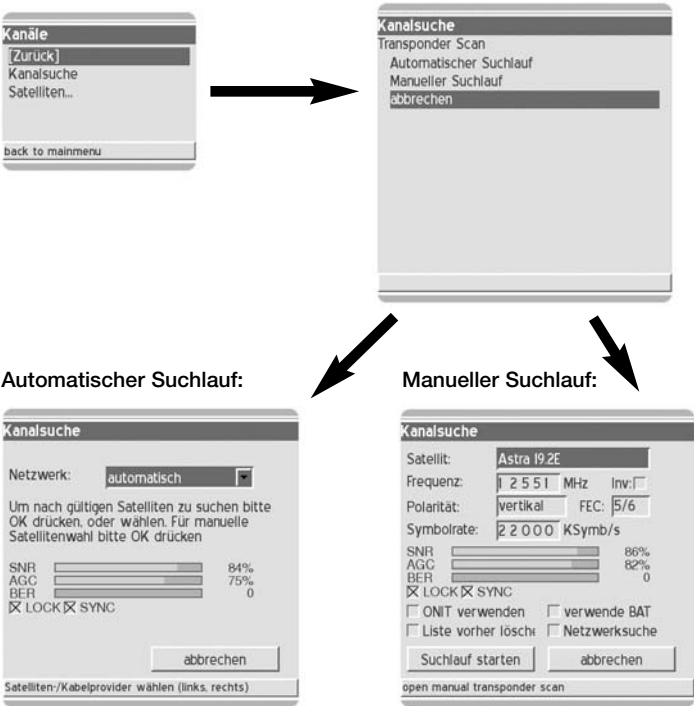 Kanäle
[Zurück]
Kanalsuche
Satelliten...
back to mainmenu
Kanalsuche
Transponder Scan
Automatischer Suchlauf
Manueller Suchlauf
abbrechen
Automatischer Suchlauf:
Kanalsuche
Netzwerk: automatisch
Um nach gültigen Satelliten zu suchen bitte
OK drücken, oder wählen. Für manuelle
Satellitenwahl bitte OK drücken
SNR 84%
AGC 75%
BER 0
LOCK SYNC
abbrechen
Satelliten-/Kabelprovider wählen (links, rechts)
Manueller Suchlauf:
Kanalsuche
Satellit: Astra 19.2E
Frequenz: 12551 MHz Inv:
Polarität: vertikal FEC: 5/6
Symbolrate: 22000 KSymb/s
SNR 86%
AGC 82%
BER 0
LOCK SYNC
ONIT verwenden verwende BAT
Liste vorher lösche Netzwerksuche
Suchlauf starten abbrechen
open manual transponder scan